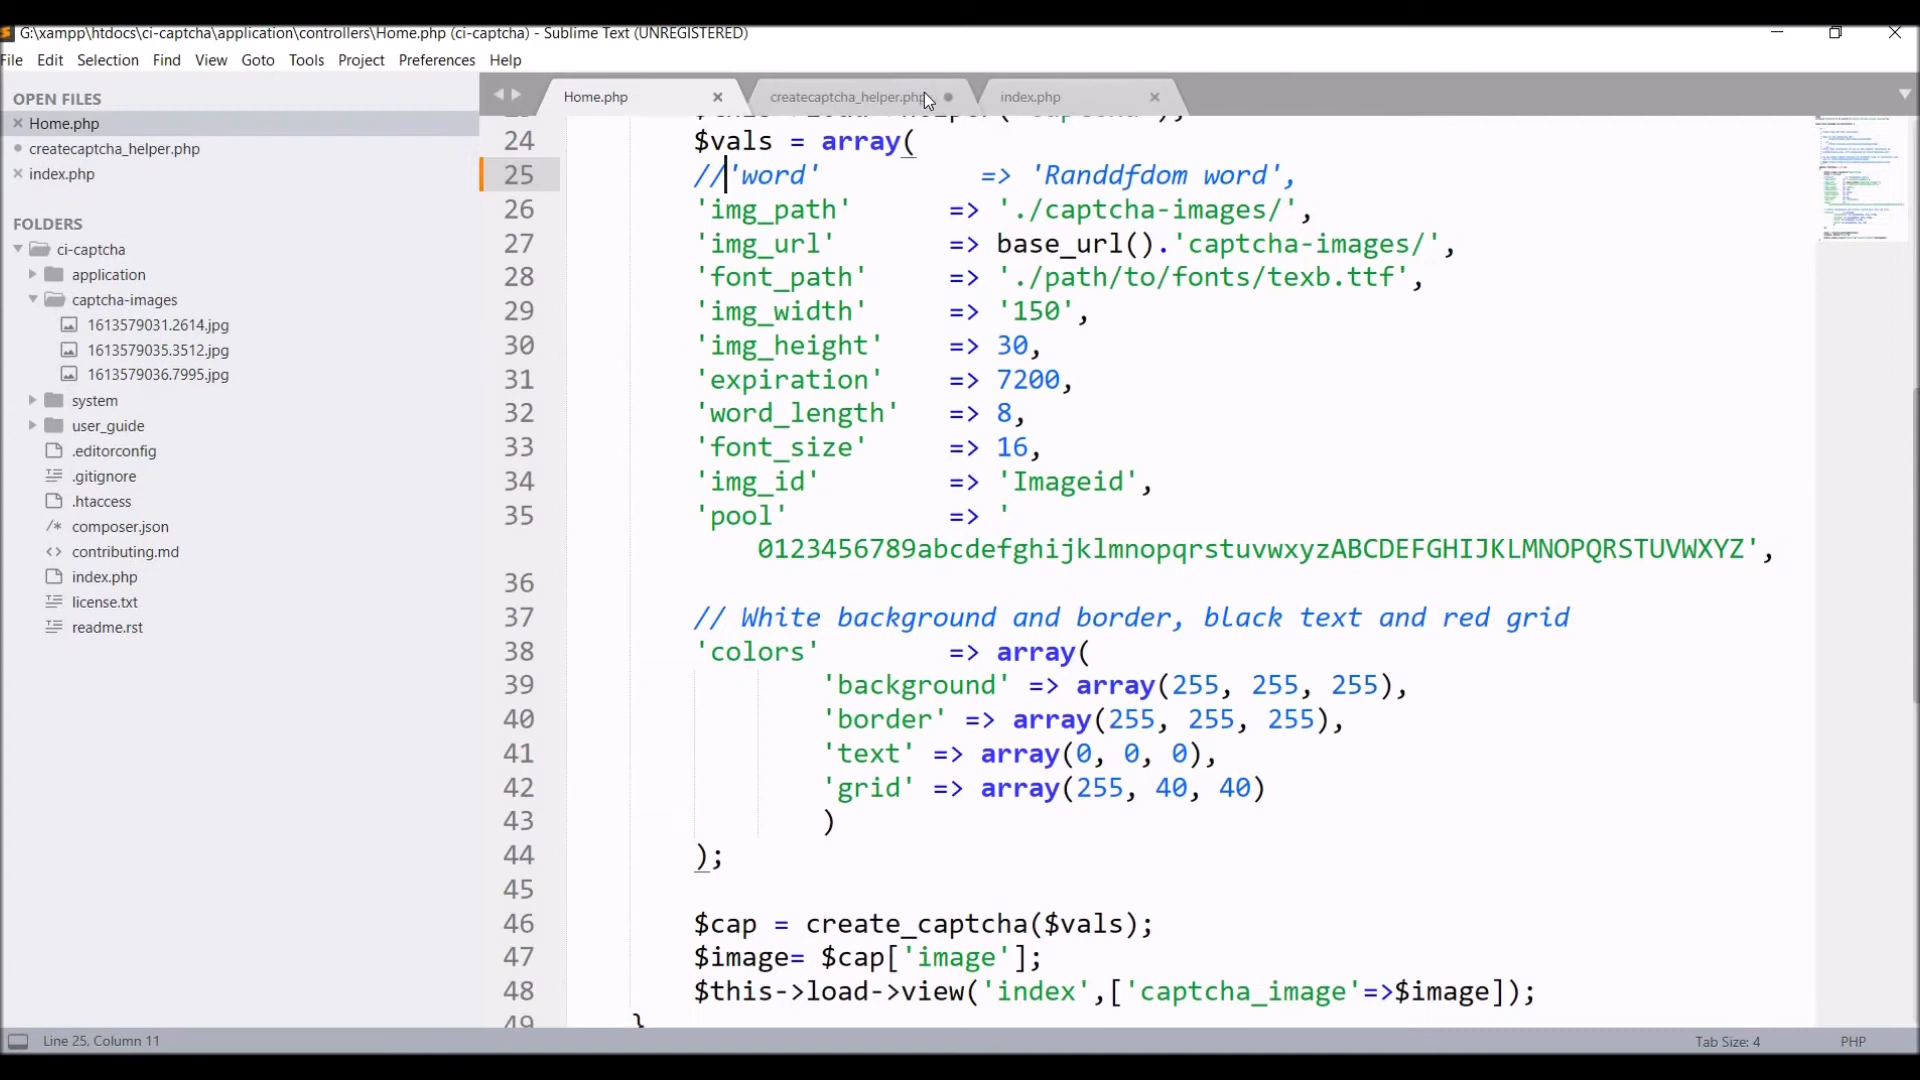 G:\xampp\htdocs\ci-captcha\application\controllers\Home.php (ci-captcha) - Sublime Text (UNREGISTERED)
File Edit Selection Find View Goto Tools Project Preferences Help
OPEN FILES
Home.php
createcaptcha_helper.php
index.php
FOLDERS
ci-captcha
application
captcha-images
1613579031.2614.jpg
1613579035.3512.jpg
1613579036.7995.jpg
system
user_guide
.editorconfig
.gitignore
.htaccess
/* composer.json
<> contributing.md
index.php
license.txt
readme.rst
Home.php createcaptcha_helper.php index.php
24 $vals = array(
25 //'word' => 'Randdfdom word',
26 'img_path' => './captcha-images/',
27 'img_url' => base_url().'captcha-images/',
28 'font_path' => './path/to/fonts/texb.ttf',
29 'img_width' => '150',
30 'img_height' => 30,
31 'expiration' => 7200,
32 'word_length' => 8,
33 'font_size' => 16,
34 'img_id' => 'Imageid',
35 'pool' => '
0123456789abcdefghijklmnopqrstuvwxyzABCDEFGHIJKLMNOPQRSTUVWXYZ',
36
37 // White background and border, black text and red grid
38 'colors' => array(
39 'background' => array(255, 255, 255),
40 'border' => array(255, 255, 255),
41 'text' => array(0, 0, 0),
42 'grid' => array(255, 40, 40)
43 )
44 );
45
46 $cap = create_captcha($vals);
47 $image= $cap['image'];
48 $this->load->view('index',['captcha_image'=>$image]);
49 }
Line 25, Column 11
Tab Size: 4 PHP